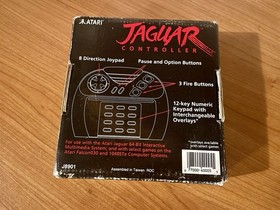 ATARI
JAGUAR
CONTROLLER
8 Direction Joypad
Pause and Option Buttons
3 Fire Buttons
12-key Numeric
Keypad with
Interchangeable
Overlays*
For use with the Atari Jaguar 64-Bit Interactive
Multimedia System; and with select games on the
Atari Falcon030 and 1040STe Computer Systems.
*overlays available
J8901
Assembled in Taiwan ROC